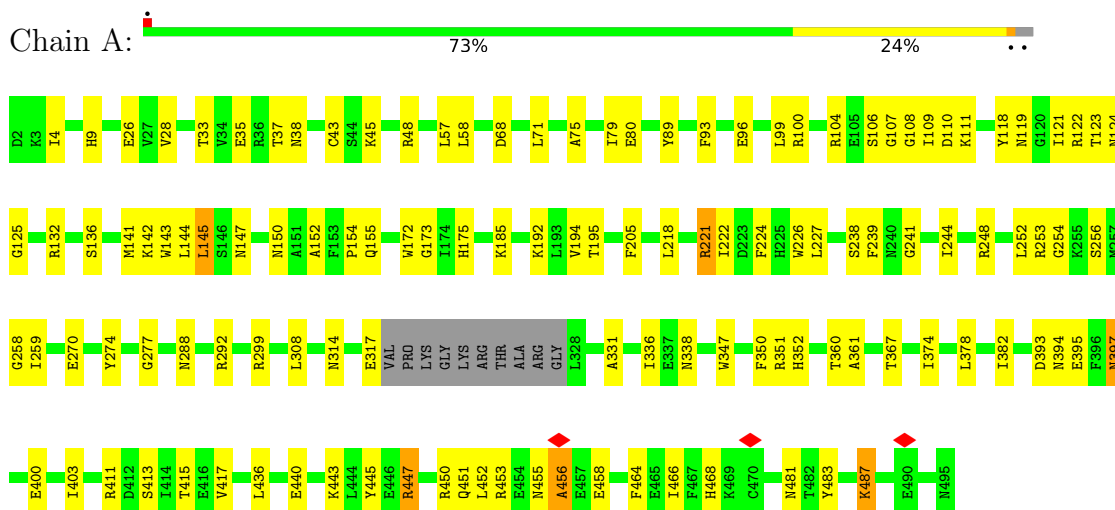 Chain A:
73% 24%
D2 K3 I4 H9 E26 V27 V28 T33 V34 E35 R36 T37 N38 C43 S44 K45 R48 L57 L58 D68 L71 A75 I79 E80 Y89 F93 E96 L99 R100 R104 E105 S106 G107 G108 I109 D110 K111 Y118 N119 G120 I121 R122 T123 N124
G125 R132 S136 M141 K142 W143 L144 L145 S146 N147 N150 A151 A152 F153 P154 Q155 W172 G173 I174 H175 K185 K192 L193 V194 T195 F205 L218 R221 I222 D223 F224 H225 W226 L227 S238 F239 N240 G241 I244 R248 L252 R253 G254 K255 S256 M257
G258 I259 E270 Y274 G277 N288 R292 R299 L308 N314 E317 VAL PRO LYS GLY LYS ARG THR ALA ARG GLY L328 A331 I336 E337 N338 W347 F350 R351 H352 T360 A361 T367 I374 L378 I382 D393 N394 E395 F396 N397
E400 I403 R411 D412 S413 I414 T415 E416 V417 L436 E440 K443 L444 Y445 E446 R447 R450 Q451 L452 R453 E454 N455 A456 E457 E458 F464 E465 I466 F467 H468 K469 C470 N481 T482 Y483 K487 E490 N495